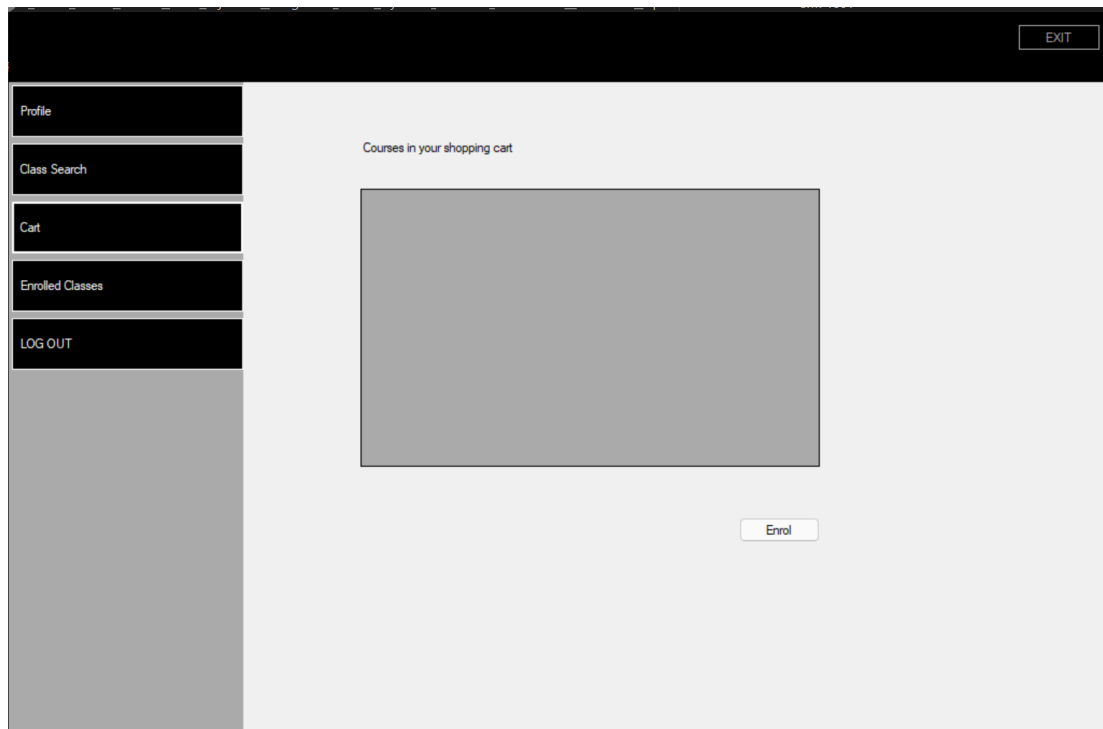 EXIT
Profile
Class Search
Cart
Enrolled Classes
LOG OUT
Courses in your shopping cart
Enrol